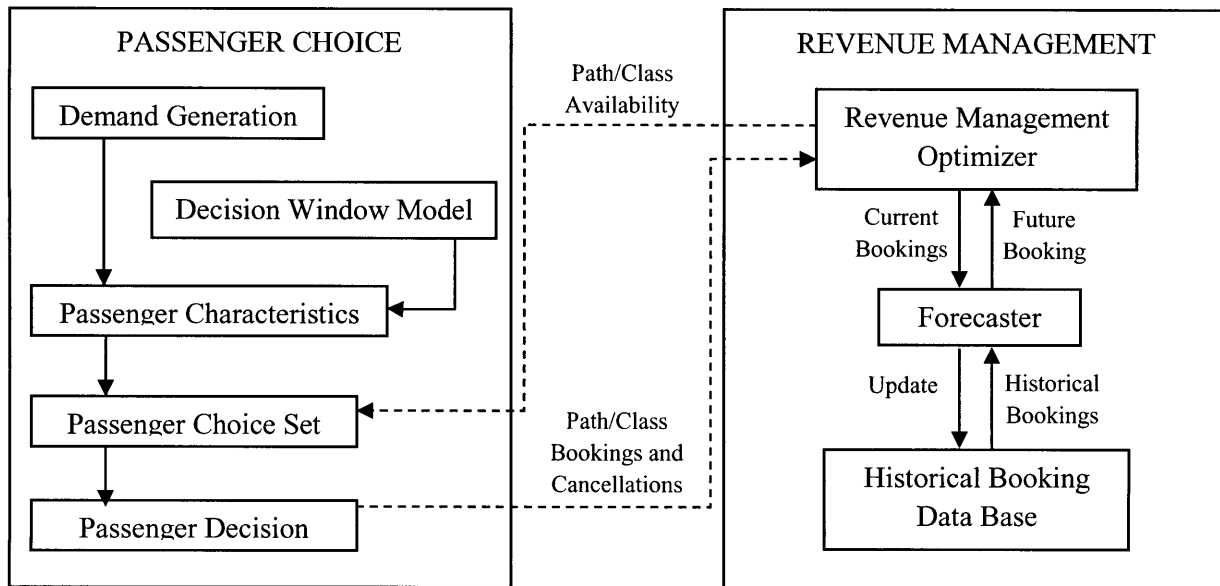 PASSENGER CHOICE
Demand Generation
Decision Window Model
Passenger Characteristics
Passenger Choice Set
Passenger Decision
Path/Class
Availability
Path/Class
Bookings and
Cancellations
REVENUE MANAGEMENT
Revenue Management
Optimizer
Current
Bookings
Future
Booking
Forecaster
Update
Historical
Bookings
Historical Booking
Data Base